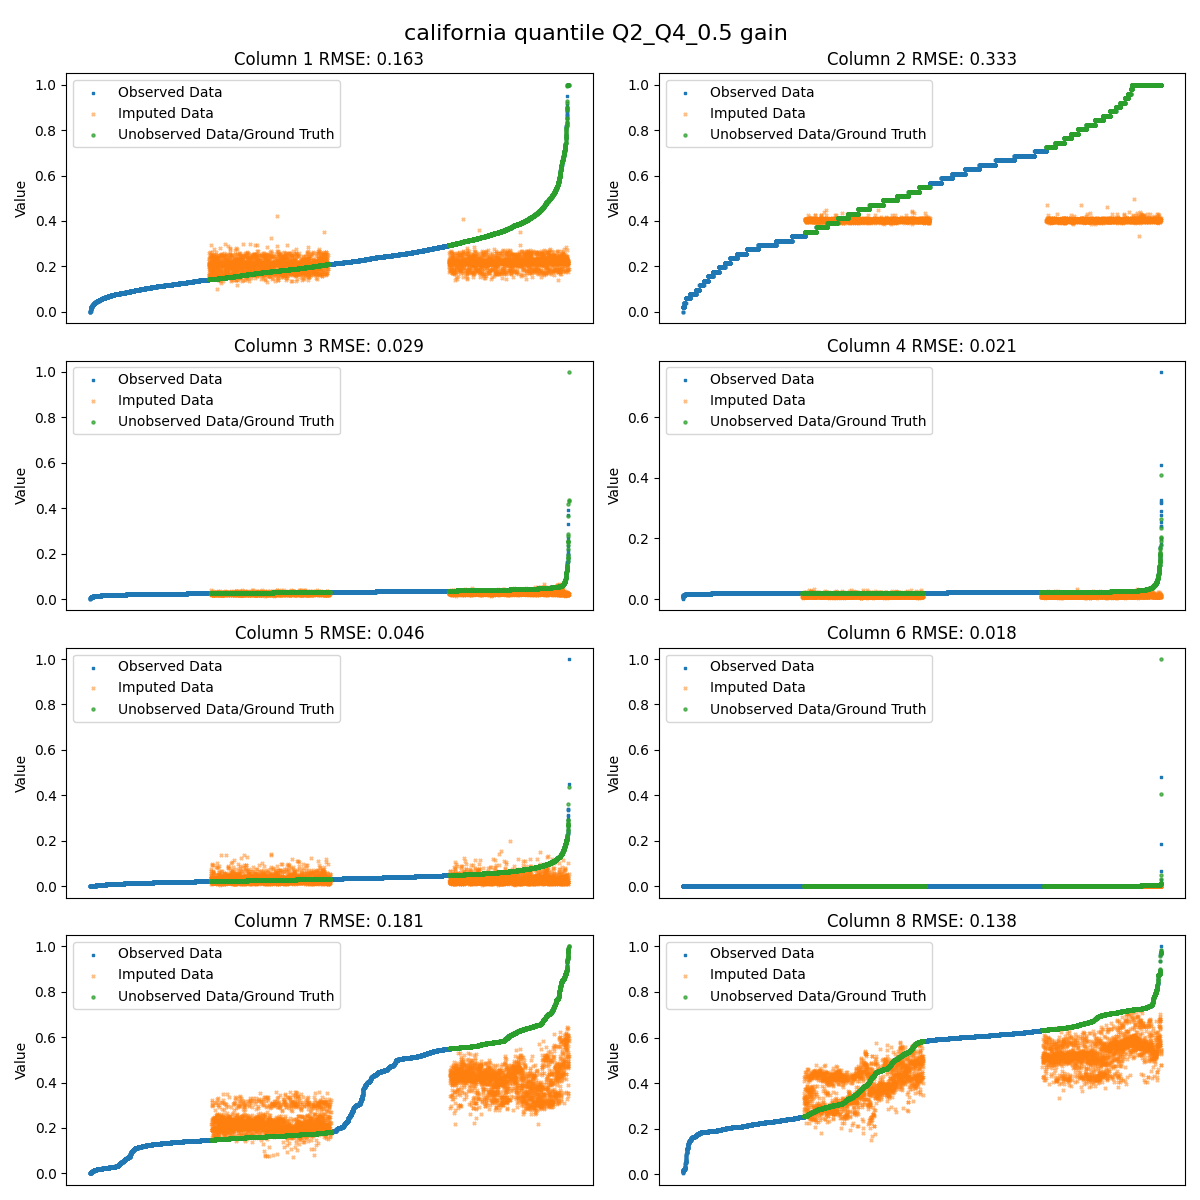 california quantile Q2_Q4_0.5 gain
Column 1 RMSE: 0.163
Value
1.0
0.8
0.6
0.4
0.2
0.0
Observed Data
Imputed Data
Unobserved Data/Ground Truth
Column 2 RMSE: 0.333
Value
1.0
0.8
0.6
0.4
0.2
0.0
Observed Data
Imputed Data
Unobserved Data/Ground Truth
Column 3 RMSE: 0.029
Value
1.0
0.8
0.6
0.4
0.2
0.0
Observed Data
Imputed Data
Unobserved Data/Ground Truth
Column 4 RMSE: 0.021
Value
0.6
0.4
0.2
0.0
Observed Data
Imputed Data
Unobserved Data/Ground Truth
Column 5 RMSE: 0.046
Value
1.0
0.8
0.6
0.4
0.2
0.0
Observed Data
Imputed Data
Unobserved Data/Ground Truth
Column 6 RMSE: 0.018
Value
1.0
0.8
0.6
0.4
0.2
0.0
Observed Data
Imputed Data
Unobserved Data/Ground Truth
Column 7 RMSE: 0.181
Value
1.0
0.8
0.6
0.4
0.2
0.0
Observed Data
Imputed Data
Unobserved Data/Ground Truth
Column 8 RMSE: 0.138
Value
1.0
0.8
0.6
0.4
0.2
0.0
Observed Data
Imputed Data
Unobserved Data/Ground Truth